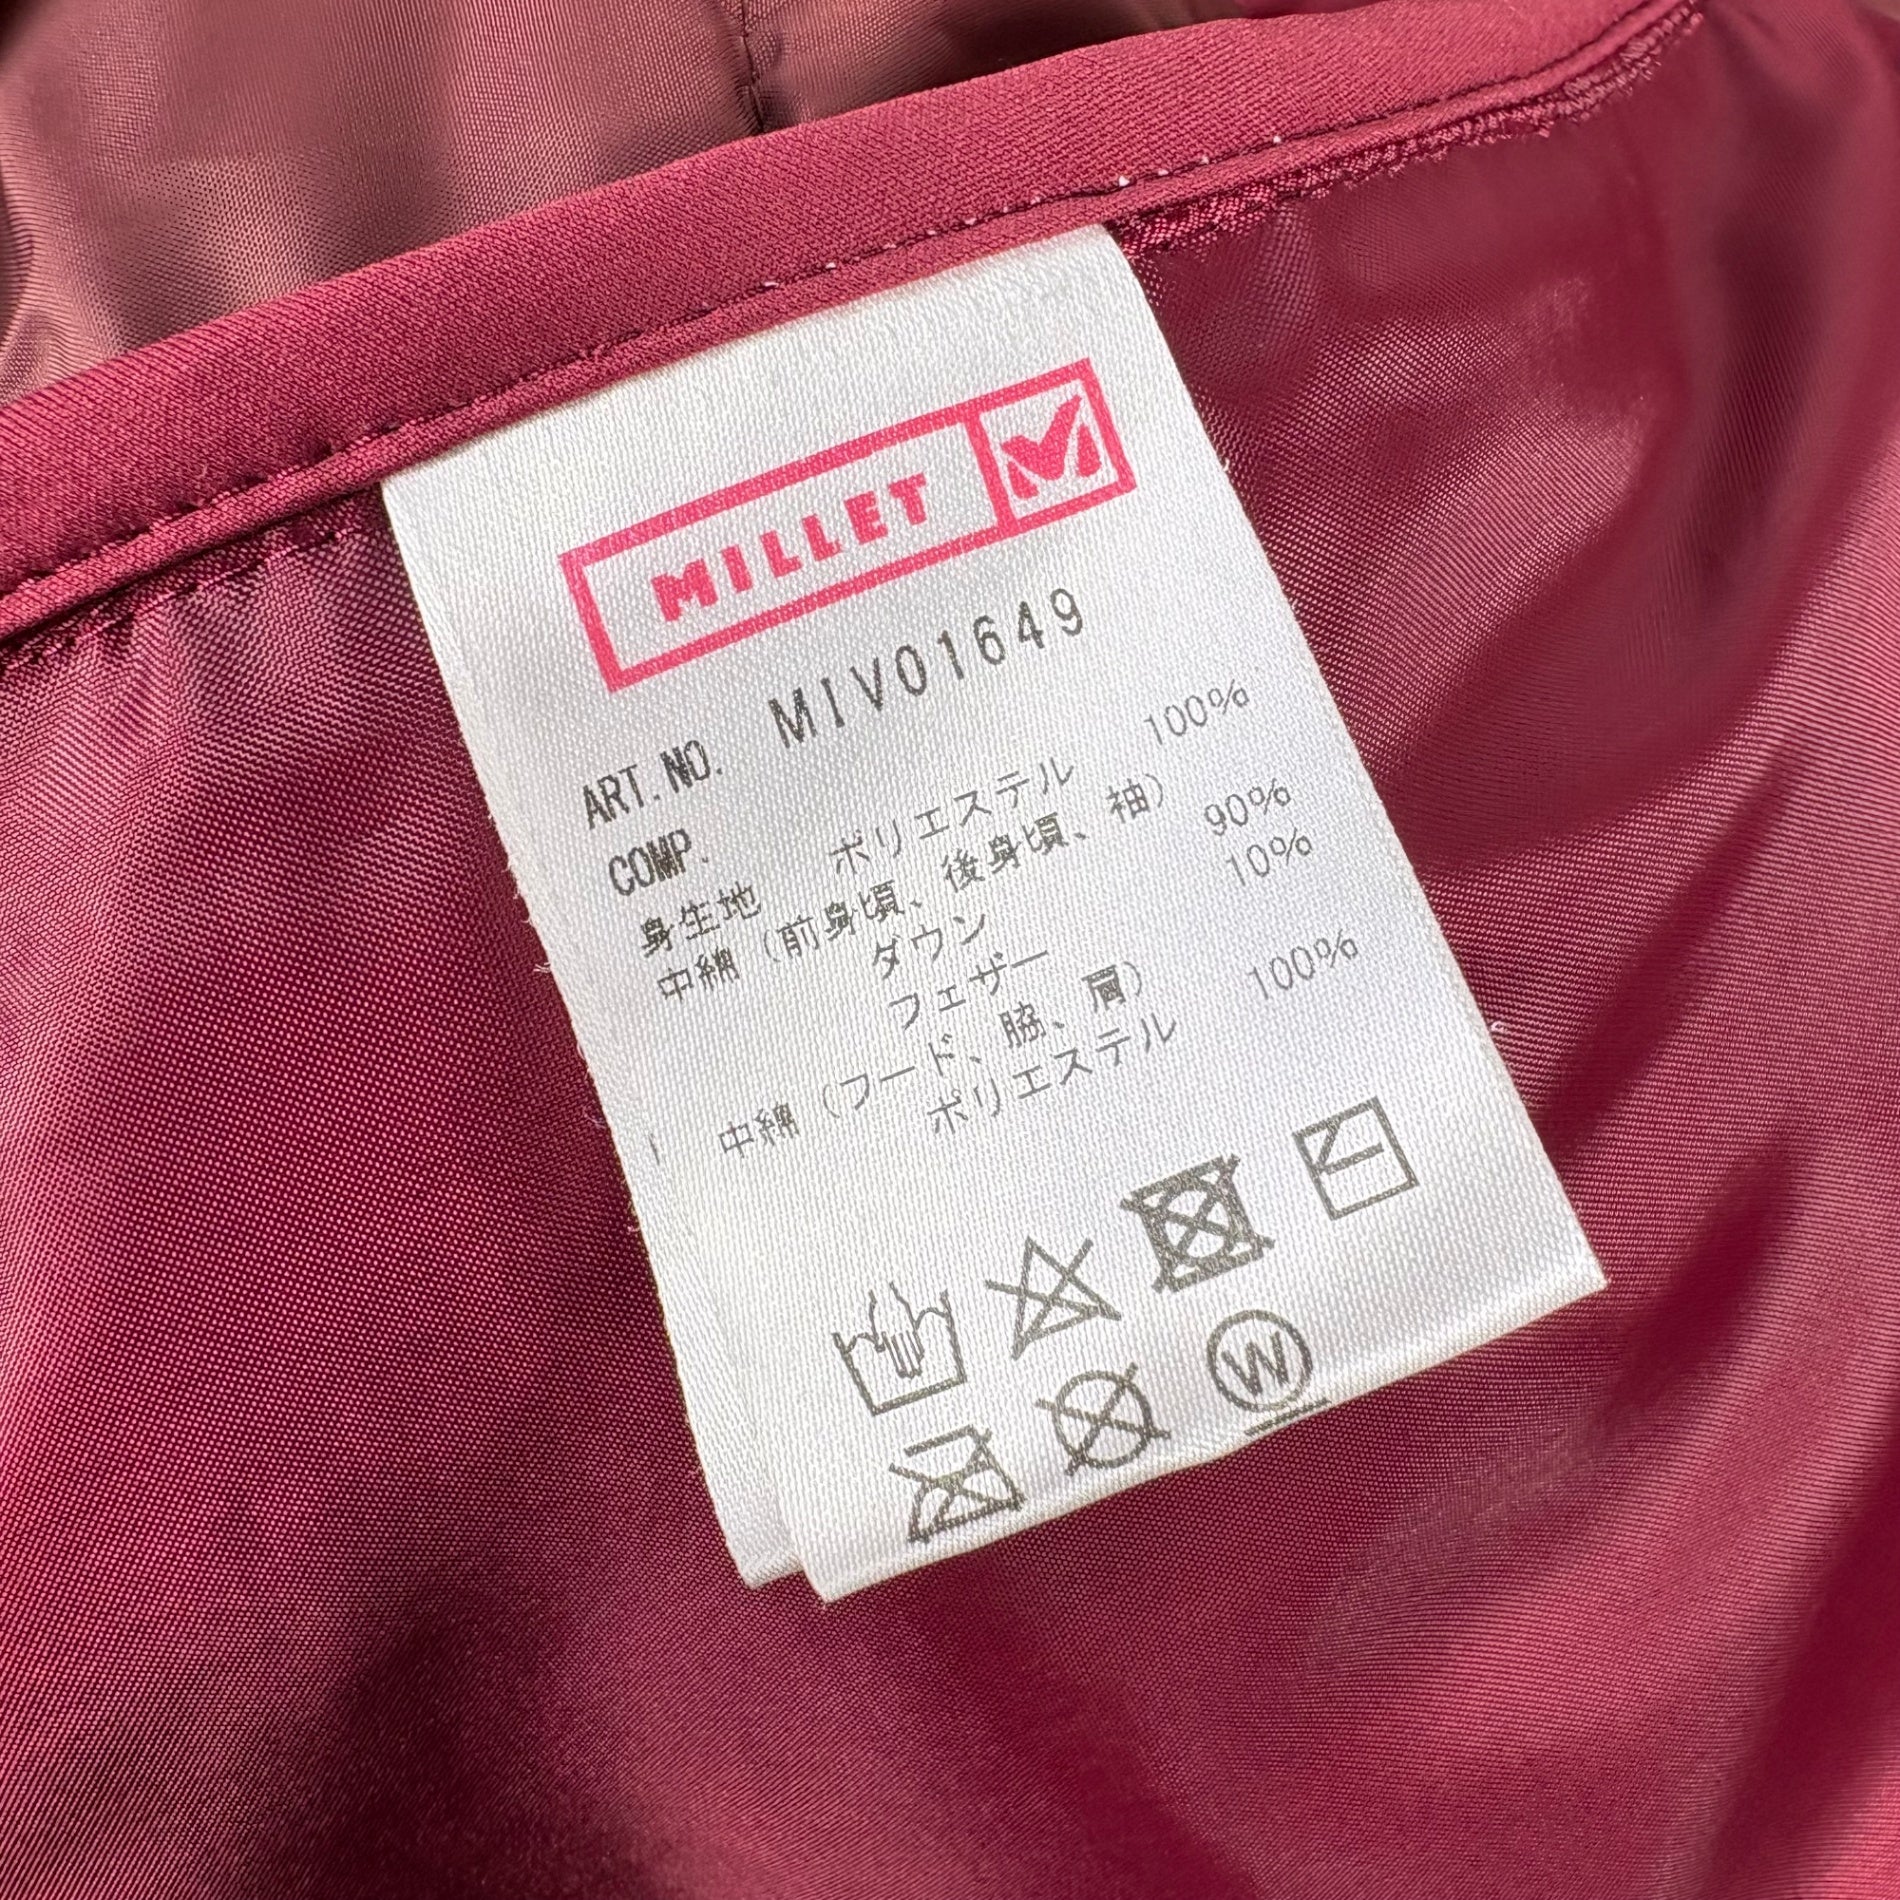 MILLET
ART.NO. MIV01649
COMP.
身生地 ポリエステル 100%
中綿（前身頃、後身頃、袖）
ダウン 90%
フェザー 10%
中綿（フード、脇、肩）
ポリエステル 100%
W